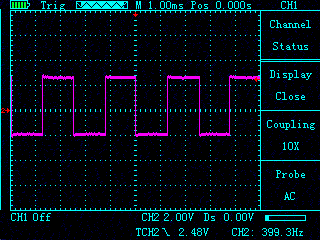 Trig M 1.00ms Pos 0.000s CH1
Channel
Status
Display
Close
Coupling
10X
Probe
AC
2
CH1 Off CH2 2.00V Ds 0.00V
TCH2 2.48V CH2: 399.3Hz